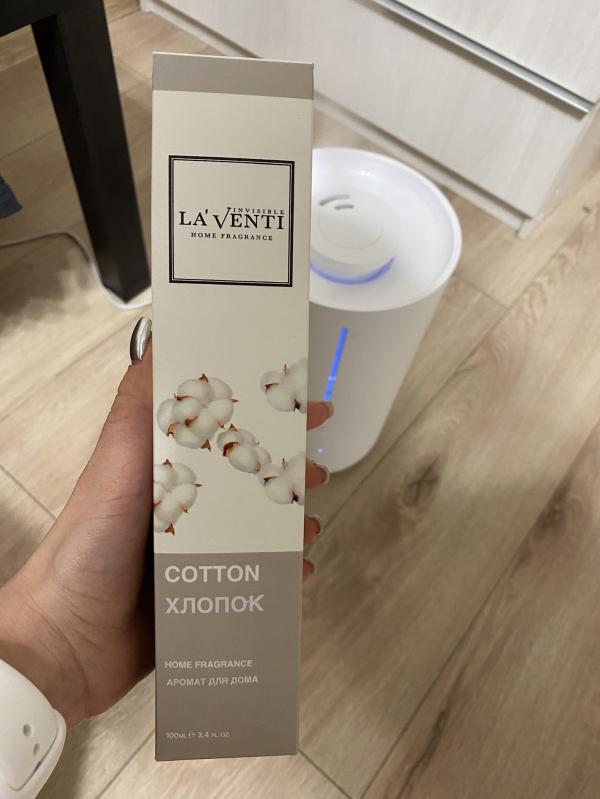 INVISIBLE
LA'VENTI
HOME FRAGRANCE
COTTON
ХЛОПОК
HOME FRAGRANCE
АРОМАТ ДЛЯ ДОМА
100ML ℮ 3.4 FL OZ.